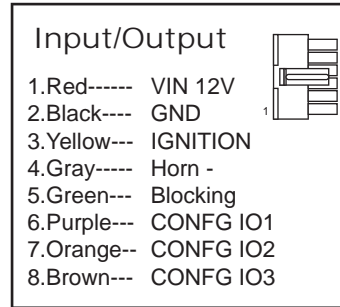 Input/Output
1.Red------ VIN 12V
2.Black---- GND
1
3.Yellow--- IGNITION
4.Gray----- Horn -
5.Green--- Blocking
6.Purple--- CONFG IO1
7.Orange-- CONFG IO2
8.Brown--- CONFG IO3